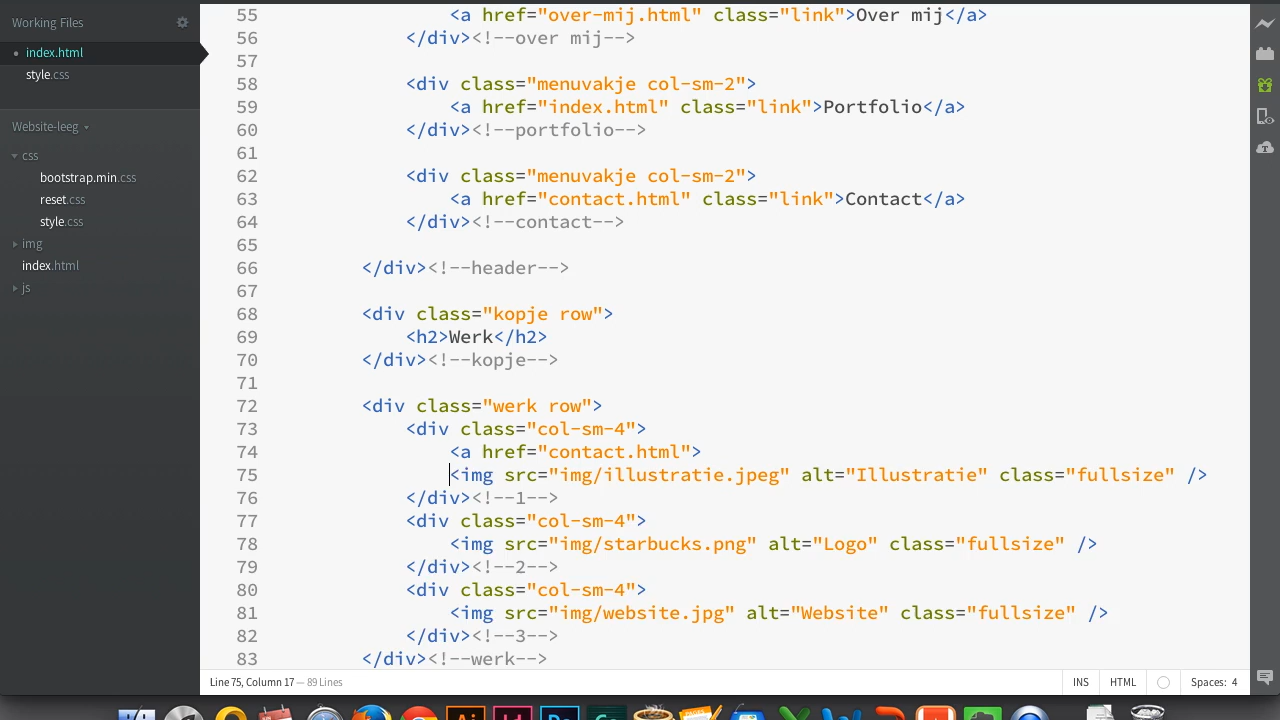 Working Files
index.html
style.css
Website-leeg
css
bootstrap.min.css
reset.css
style.css
img
index.html
js
55 <a href="over-mij.html" class="link">Over mij</a>
56 </div><!--over mij-->
57
58 <div class="menuvakje col-sm-2">
59 <a href="index.html" class="link">Portfolio</a>
60 </div><!--portfolio-->
61
62 <div class="menuvakje col-sm-2">
63 <a href="contact.html" class="link">Contact</a>
64 </div><!--contact-->
65
66 </div><!--header-->
67
68 <div class="kopje row">
69 <h2>Werk</h2>
70 </div><!--kopje-->
71
72 <div class="werk row">
73 <div class="col-sm-4">
74 <a href="contact.html">
75 <img src="img/illustratie.jpeg" alt="Illustratie" class="fullsize" />
76 </div><!--1-->
77 <div class="col-sm-4">
78 <img src="img/starbucks.png" alt="Logo" class="fullsize" />
79 </div><!--2-->
80 <div class="col-sm-4">
81 <img src="img/website.jpg" alt="Website" class="fullsize" />
82 </div><!--3-->
83 </div><!--werk-->
Line 75, Column 17 — 89 Lines
INS HTML Spaces: 4